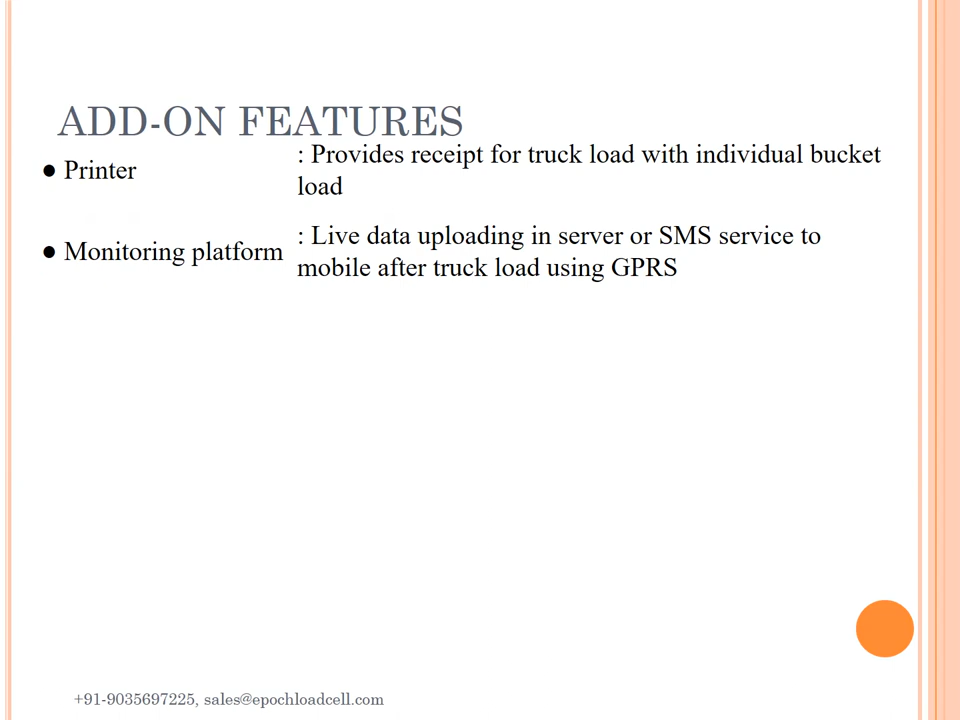 ADD-ON FEATURES
● Printer
: Provides receipt for truck load with individual bucket
load
● Monitoring platform
: Live data uploading in server or SMS service to
mobile after truck load using GPRS
+91-9035697225, sales@epochloadcell.com